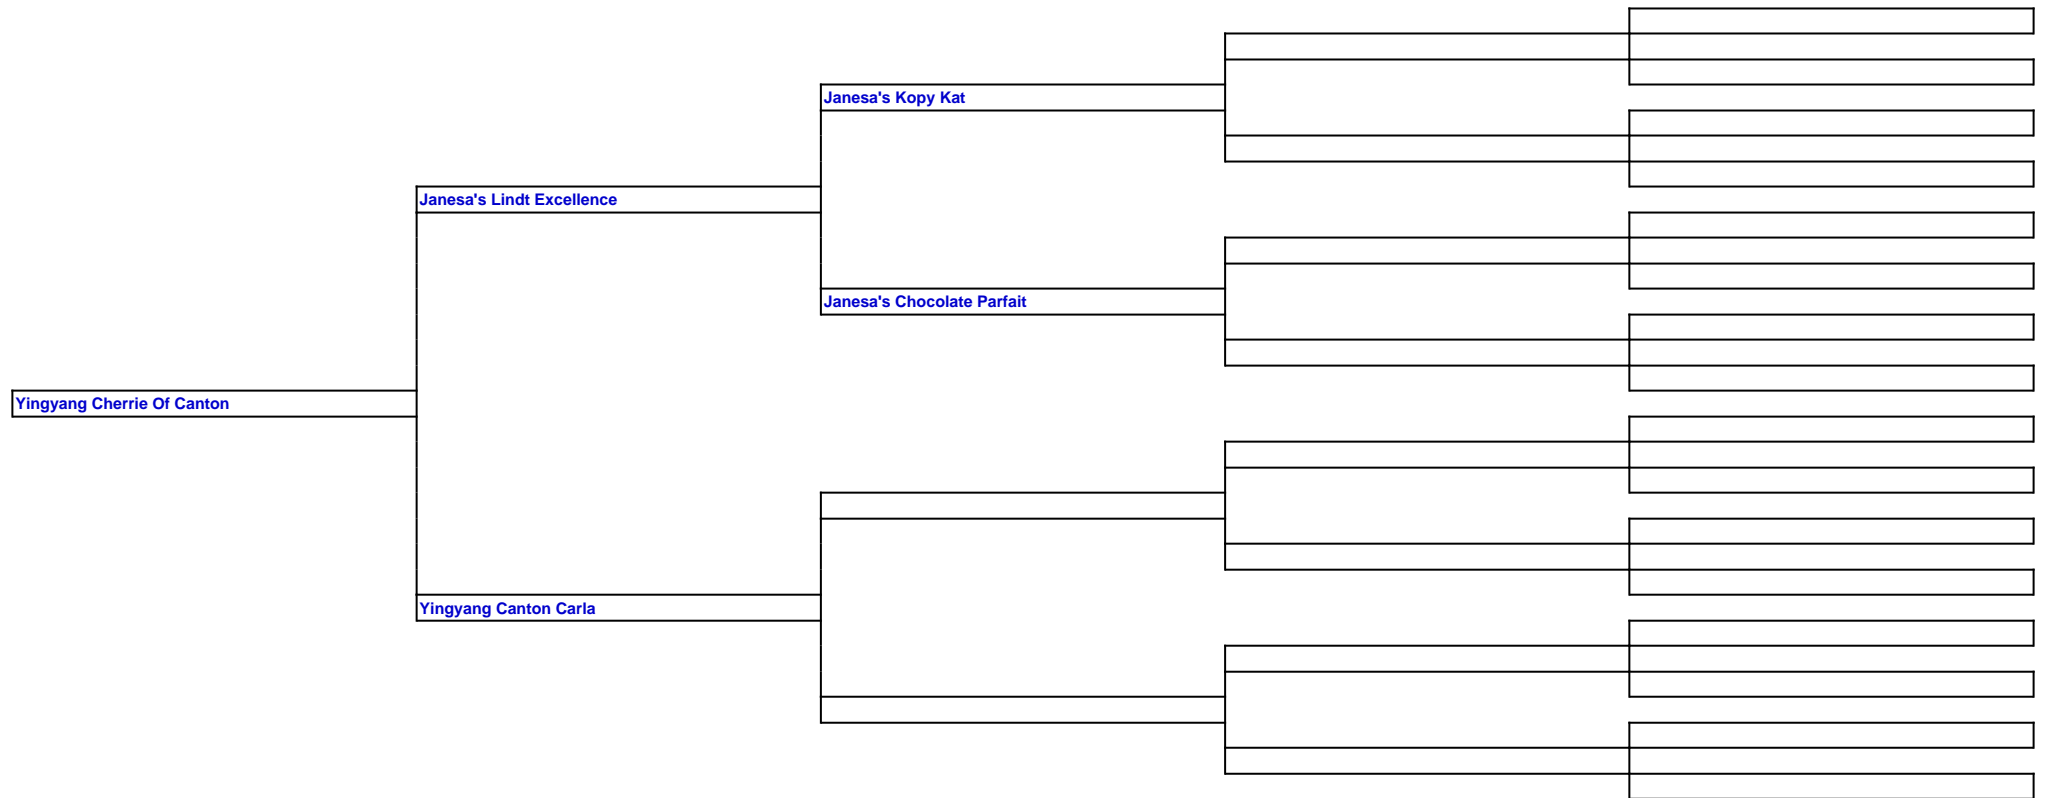 Janesa's Kopy Kat
Janesa's Lindt Excellence
Janesa's Chocolate Parfait
Yingyang Cherrie Of Canton
Yingyang Canton Carla